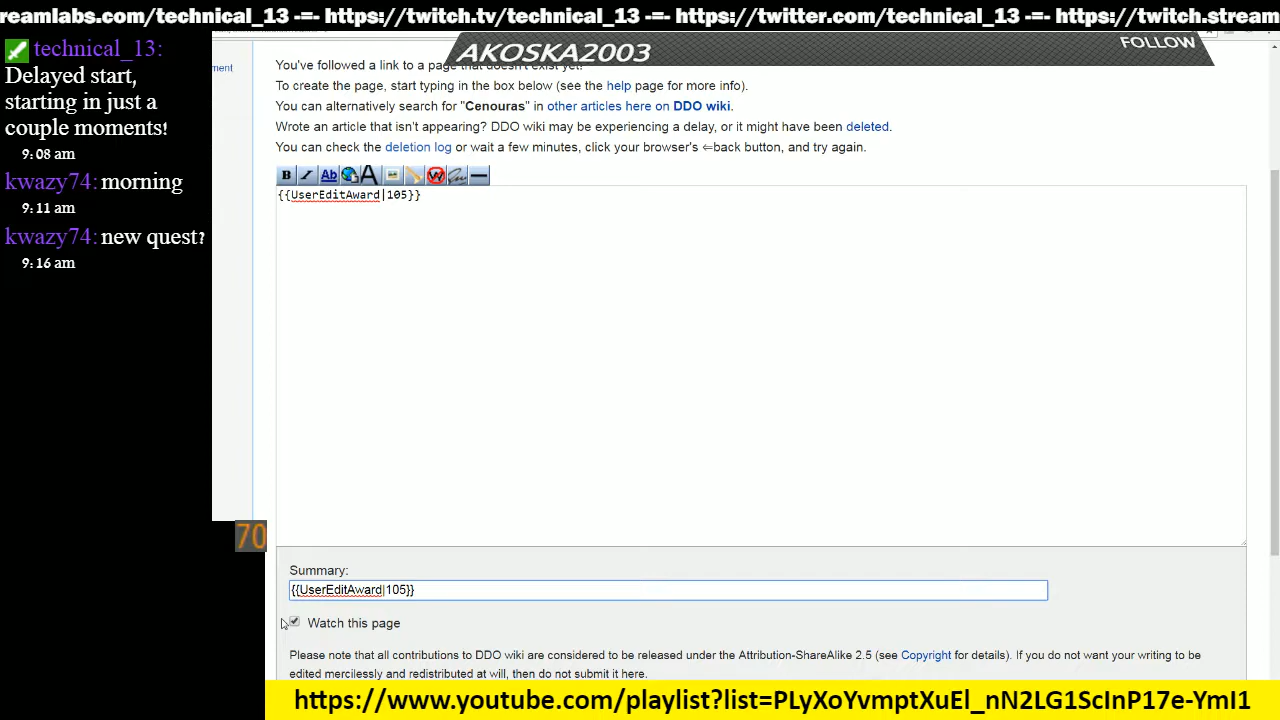 reamlabs.com/technical_13 -=- https://twitch.tv/technical_13 -=- https://twitter.com/technical_13 -=- https://twitch.stream
technical_13:
Delayed start,
starting in just a
couple moments!
9:08 am
kwazy74: morning
9:11 am
kwazy74: new quest?
9:16 am
ment
AKOSKA2003
FOLLOW
You've followed a link to a page that doesn't exist yet!
To create the page, start typing in the box below (see the help page for more info).
You can alternatively search for "Cenouras" in other articles here on DDO wiki.
Wrote an article that isn't appearing? DDO wiki may be experiencing a delay, or it might have been deleted.
You can check the deletion log or wait a few minutes, click your browser's ⇐back button, and try again.
B I Ab A W
{{UserEditAward|105}}
70
Summary:
{{UserEditAward|105}}
Watch this page
Please note that all contributions to DDO wiki are considered to be released under the Attribution-ShareAlike 2.5 (see Copyright for details). If you do not want your writing to be
edited mercilessly and redistributed at will, then do not submit it here.
https://www.youtube.com/playlist?list=PLyXoYvmptXuEl_nN2LG1ScInP17e-YmI1